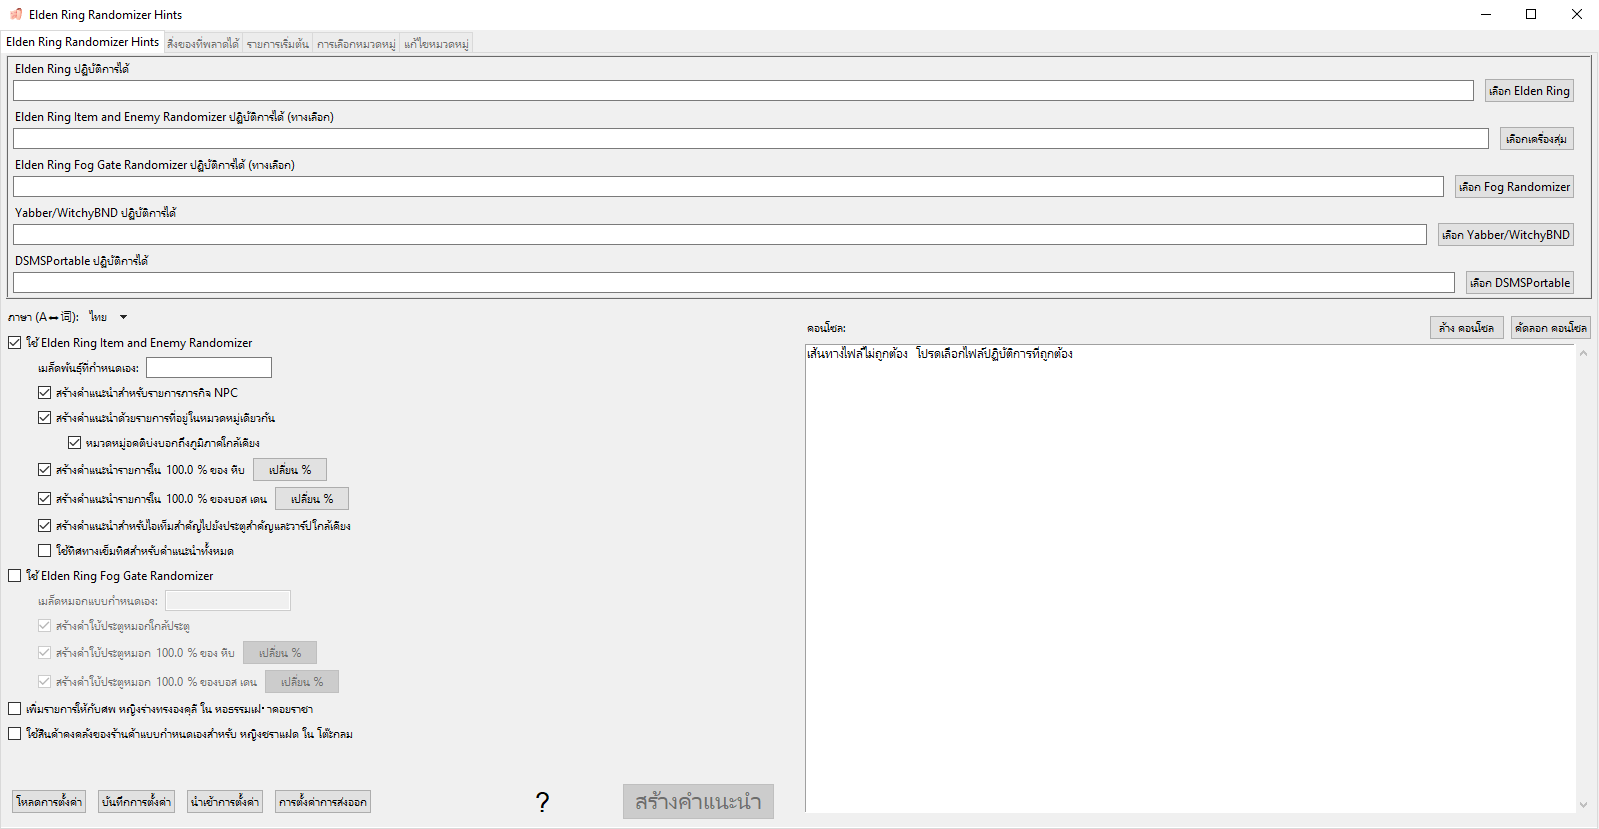 Elden Ring Randomizer Hints
Elden Ring Randomizer Hints สิ่งของที่พลาดได้ รายการเริ่มต้น การเลือกหมวดหมู่ แก้ไขหมวดหมู่
Elden Ring ปฏิบัติการได้
เลือก Elden Ring
Elden Ring Item and Enemy Randomizer ปฏิบัติการได้ (ทางเลือก)
เลือกเครื่องสุ่ม
Elden Ring Fog Gate Randomizer ปฏิบัติการได้ (ทางเลือก)
เลือก Fog Randomizer
Yabber/WitchyBND ปฏิบัติการได้
เลือก Yabber/WitchyBND
DSMSPortable ปฏิบัติการได้
เลือก DSMSPortable
ภาษา (A↔词): ไทย
ใช้ Elden Ring Item and Enemy Randomizer
เมล็ดพันธุ์ที่กำหนดเอง:
สร้างคำแนะนำสำหรับรายการภารกิจ NPC
สร้างคำแนะนำด้วยรายการที่อยู่ในหมวดหมู่เดียวกัน
หมวดหมู่อคติบ่งบอกถึงภูมิภาคใกล้เคียง
สร้างคำแนะนำรายการใน 100.0 % ของ หีบ เปลี่ยน %
สร้างคำแนะนำรายการใน 100.0 % ของบอส เดน เปลี่ยน %
สร้างคำแนะนำสำหรับไอเท็มสำคัญไปยังประตูสำคัญและวาร์ปใกล้เคียง
ใช้ทิศทางเข็มทิศสำหรับคำแนะนำทั้งหมด
ใช้ Elden Ring Fog Gate Randomizer
เมล็ดหมอกแบบกำหนดเอง:
สร้างคำใบ้ประตูหมอกใกล้ประตู
สร้างคำใบ้ประตูหมอก 100.0 % ของ หีบ เปลี่ยน %
สร้างคำใบ้ประตูหมอก 100.0 % ของบอส เดน เปลี่ยน %
เพิ่มรายการให้กับศพ หญิงร่างทรงองคุลี ใน หอธรรมเฝ้าคอยราชา
ใช้สินค้าคงคลังของร้านค้าแบบกำหนดเองสำหรับ หญิงชราแฝด ใน โต๊ะกลม
โหลดการตั้งค่า บันทึกการตั้งค่า นำเข้าการตั้งค่า การตั้งค่าการส่งออก ? สร้างคำแนะนำ
คอนโซล: ล้าง คอนโซล คัดลอก คอนโซล
เส้นทางไฟล์ไม่ถูกต้อง โปรดเลือกไฟล์ปฏิบัติการที่ถูกต้อง